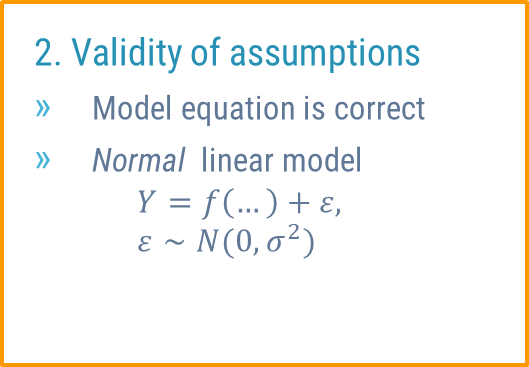 2. Validity of assumptions
» Model equation is correct
» Normal linear model
Y = f(…) + ε,
ε ~ N(0, σ²)